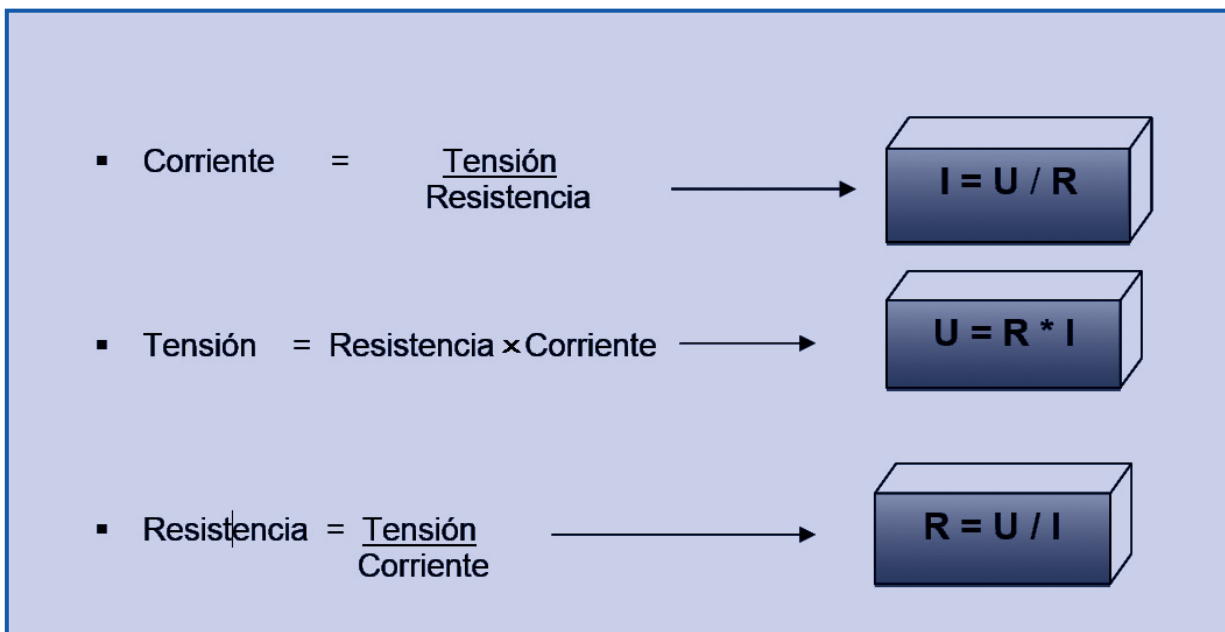 ▪ Corriente = Tensión
Resistencia
I = U / R
▪ Tensión = Resistencia × Corriente
U = R * I
▪ Resistencia = Tensión
Corriente
R = U / I